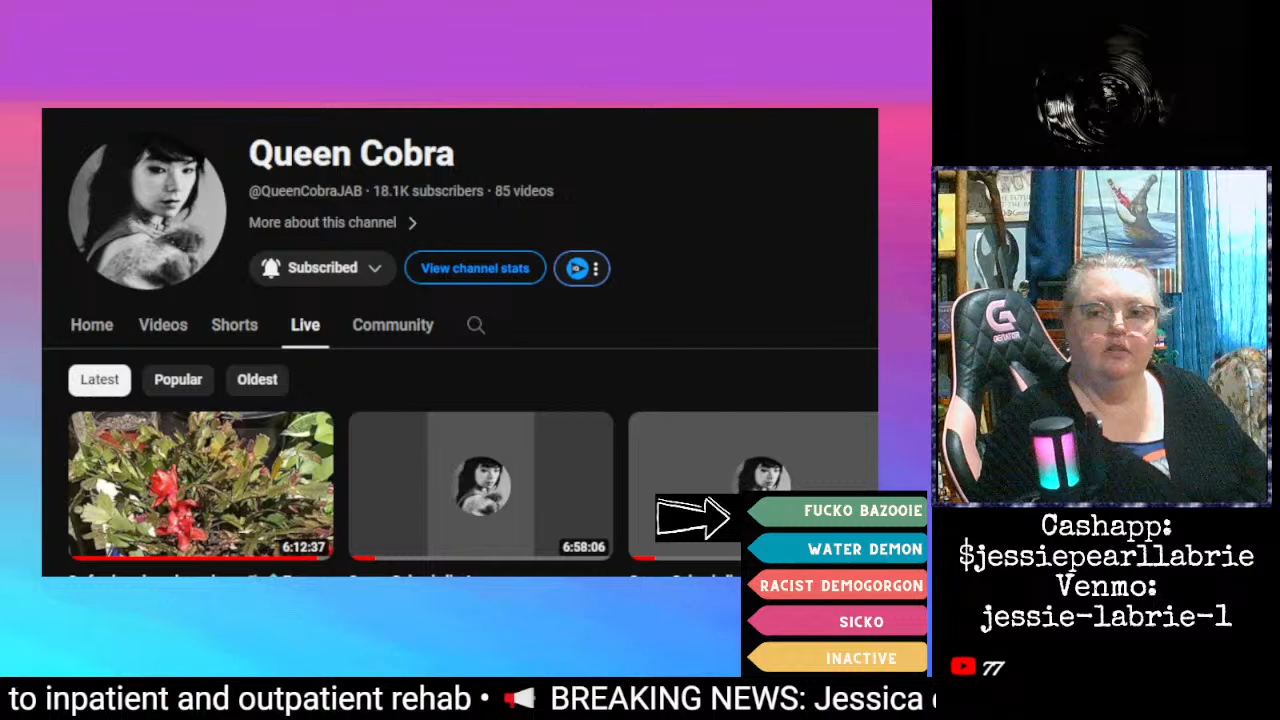 Queen Cobra
@QueenCobraJAB · 18.1K subscribers · 85 videos
More about this channel
Subscribed
View channel stats
Home
Videos
Shorts
Live
Community
Latest
Popular
Oldest
6:12:37
6:58:06
FUCKO BAZOOIE
WATER DEMON
RACIST DEMOGORGON
SICKO
INACTIVE
Cashapp:
$jessiepearllabrie
Venmo:
jessie-labrie-1
77
to inpatient and outpatient rehab • BREAKING NEWS: Jessica